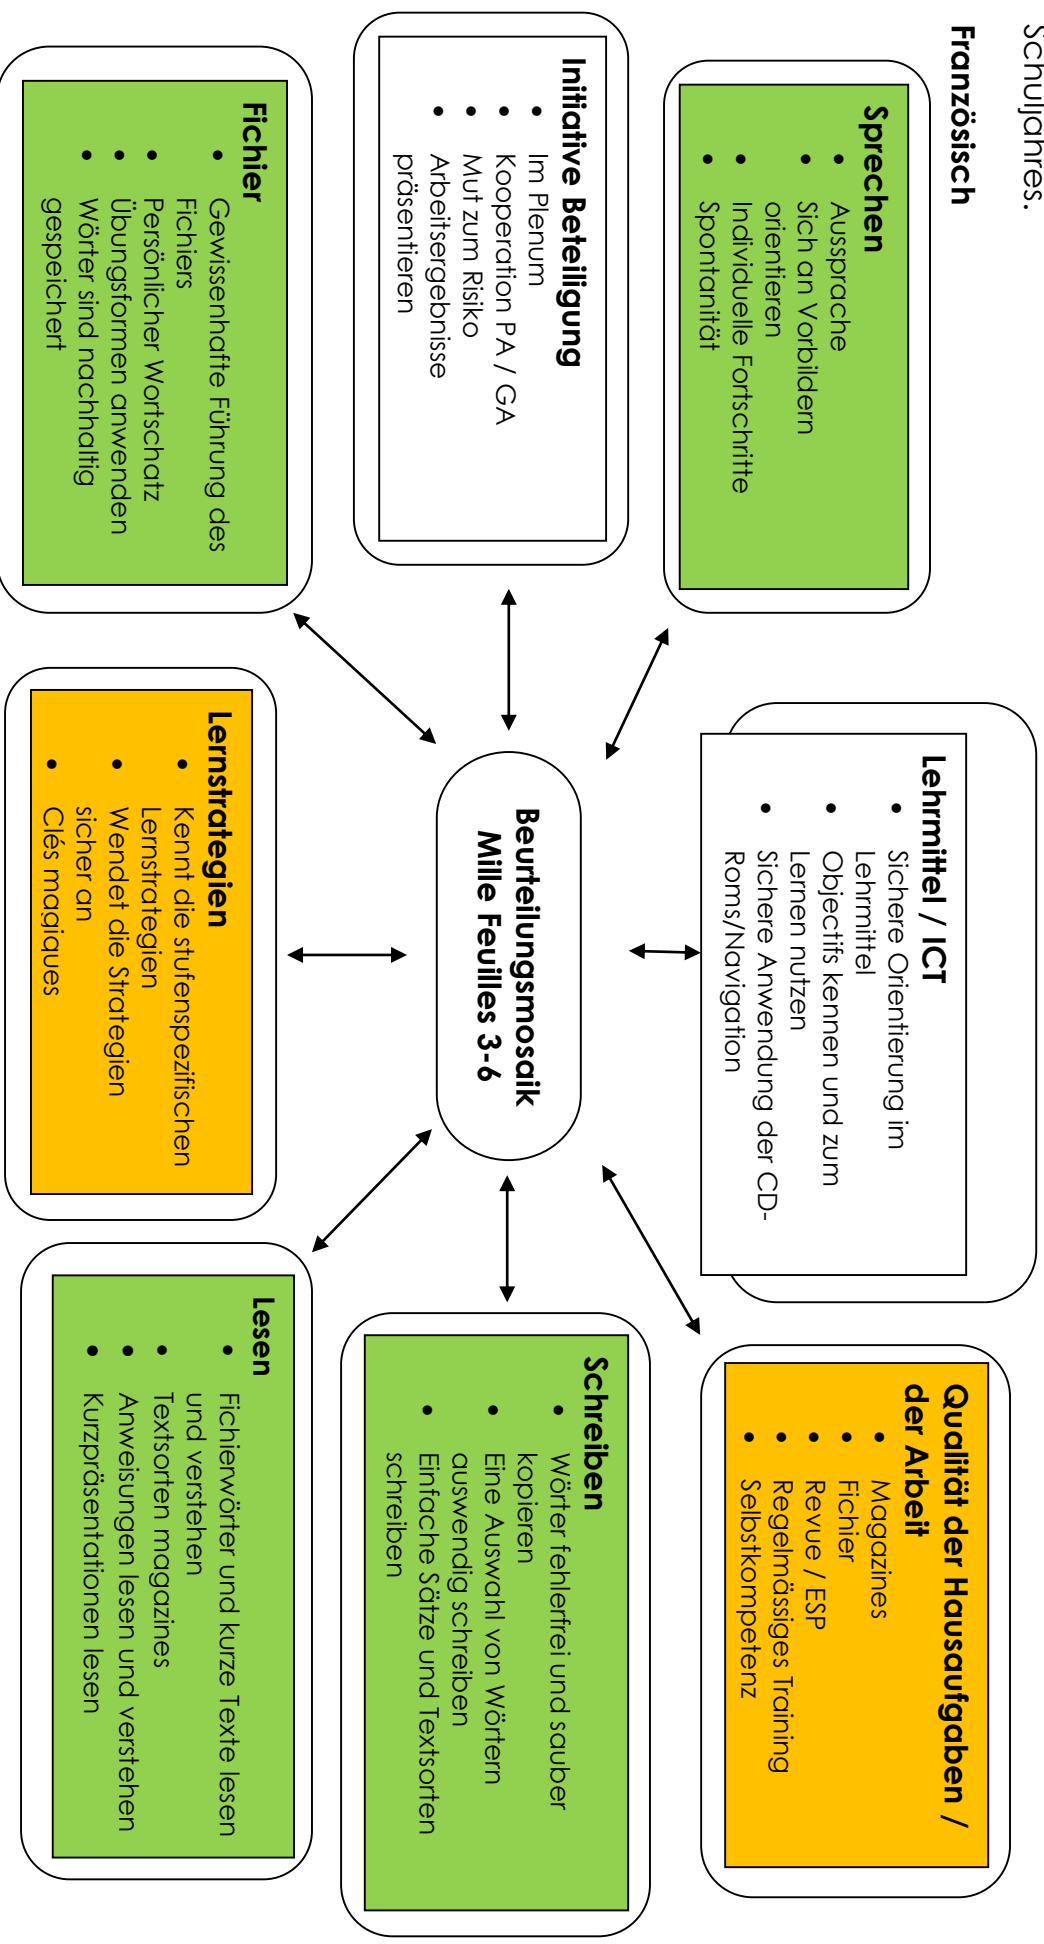 Schuljahres.
Französisch
Sprechen
• Aussprache
• Sich an Vorbildern
orientieren
• Individuelle Fortschritte
• Spontanität
Lehrmittel / ICT
• Sichere Orientierung im
Lehrmittel
• Objectifs kennen und zum
Lernen nutzen
• Sichere Anwendung der CD-
Roms/Navigation
Qualität der Hausaufgaben /
der Arbeit
• Magazines
• Fichier
• Revue / ESP
• Regelmässiges Training
• Selbstkompetenz
Initiative Beteiligung
• Im Plenum
• Kooperation PA / GA
• Mut zum Risiko
• Arbeitsergebnisse
präsentieren
Beurteilungsmosaik
Mille Feuilles 3-6
Schreiben
• Wörter fehlerfrei und sauber
kopieren
• Eine Auswahl von Wörtern
auswendig schreiben
• Einfache Sätze und Textsorten
schreiben
Fichier
• Gewissenhafte Führung des
Fichiers
• Persönlicher Wortschatz
• Übungsformen anwenden
• Wörter sind nachhaltig
gespeichert
Lernstrategien
• Kennt die stufenspezifischen
Lernstrategien
• Wendet die Strategien
sicher an
• Clés magiques
Lesen
• Fichierwörter und kurze Texte lesen
und verstehen
• Textsorten magazines
• Anweisungen lesen und verstehen
• Kurzpräsentationen lesen